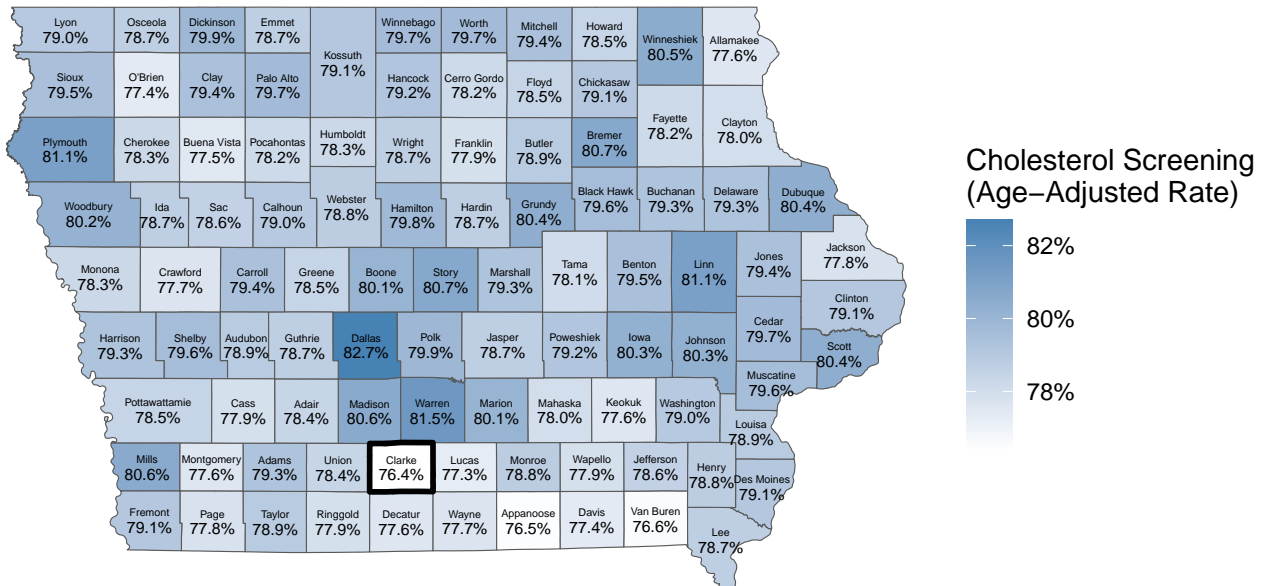 Lyon
79.0%
Osceola
78.7%
Dickinson
79.9%
Emmet
78.7%
Kossuth
79.1%
Winnebago
79.7%
Worth
79.7%
Mitchell
79.4%
Howard
78.5%
Winneshiek
80.5%
Allamakee
77.6%
Sioux
79.5%
O'Brien
77.4%
Clay
79.4%
Palo Alto
79.7%
Hancock
79.2%
Cerro Gordo
78.2%
Floyd
78.5%
Chickasaw
79.1%
Fayette
78.2%
Clayton
78.0%
Plymouth
81.1%
Cherokee
78.3%
Buena Vista
77.5%
Pocahontas
78.2%
Humboldt
78.3%
Wright
78.7%
Franklin
77.9%
Butler
78.9%
Bremer
80.7%
Woodbury
80.2%
Ida
78.7%
Sac
78.6%
Calhoun
79.0%
Webster
78.8%
Hamilton
79.8%
Hardin
78.7%
Grundy
80.4%
Black Hawk
79.6%
Buchanan
79.3%
Delaware
79.3%
Dubuque
80.4%
Monona
78.3%
Crawford
77.7%
Carroll
79.4%
Greene
78.5%
Boone
80.1%
Story
80.7%
Marshall
79.3%
Tama
78.1%
Benton
79.5%
Linn
81.1%
Jones
79.4%
Jackson
77.8%
Clinton
79.1%
Harrison
79.3%
Shelby
79.6%
Audubon
78.9%
Guthrie
78.7%
Dallas
82.7%
Polk
79.9%
Jasper
78.7%
Poweshiek
79.2%
Iowa
80.3%
Johnson
80.3%
Cedar
79.7%
Scott
80.4%
Muscatine
79.6%
Pottawattamie
78.5%
Cass
77.9%
Adair
78.4%
Madison
80.6%
Warren
81.5%
Marion
80.1%
Mahaska
78.0%
Keokuk
77.6%
Washington
79.0%
Louisa
78.9%
Mills
80.6%
Montgomery
77.6%
Adams
79.3%
Union
78.4%
Clarke
76.4%
Lucas
77.3%
Monroe
78.8%
Wapello
77.9%
Jefferson
78.6%
Henry
78.8%
Des Moines
79.1%
Fremont
79.1%
Page
77.8%
Taylor
78.9%
Ringgold
77.9%
Decatur
77.6%
Wayne
77.7%
Appanoose
76.5%
Davis
77.4%
Van Buren
76.6%
Lee
78.7%
Cholesterol Screening
(Age−Adjusted Rate)
82%
80%
78%